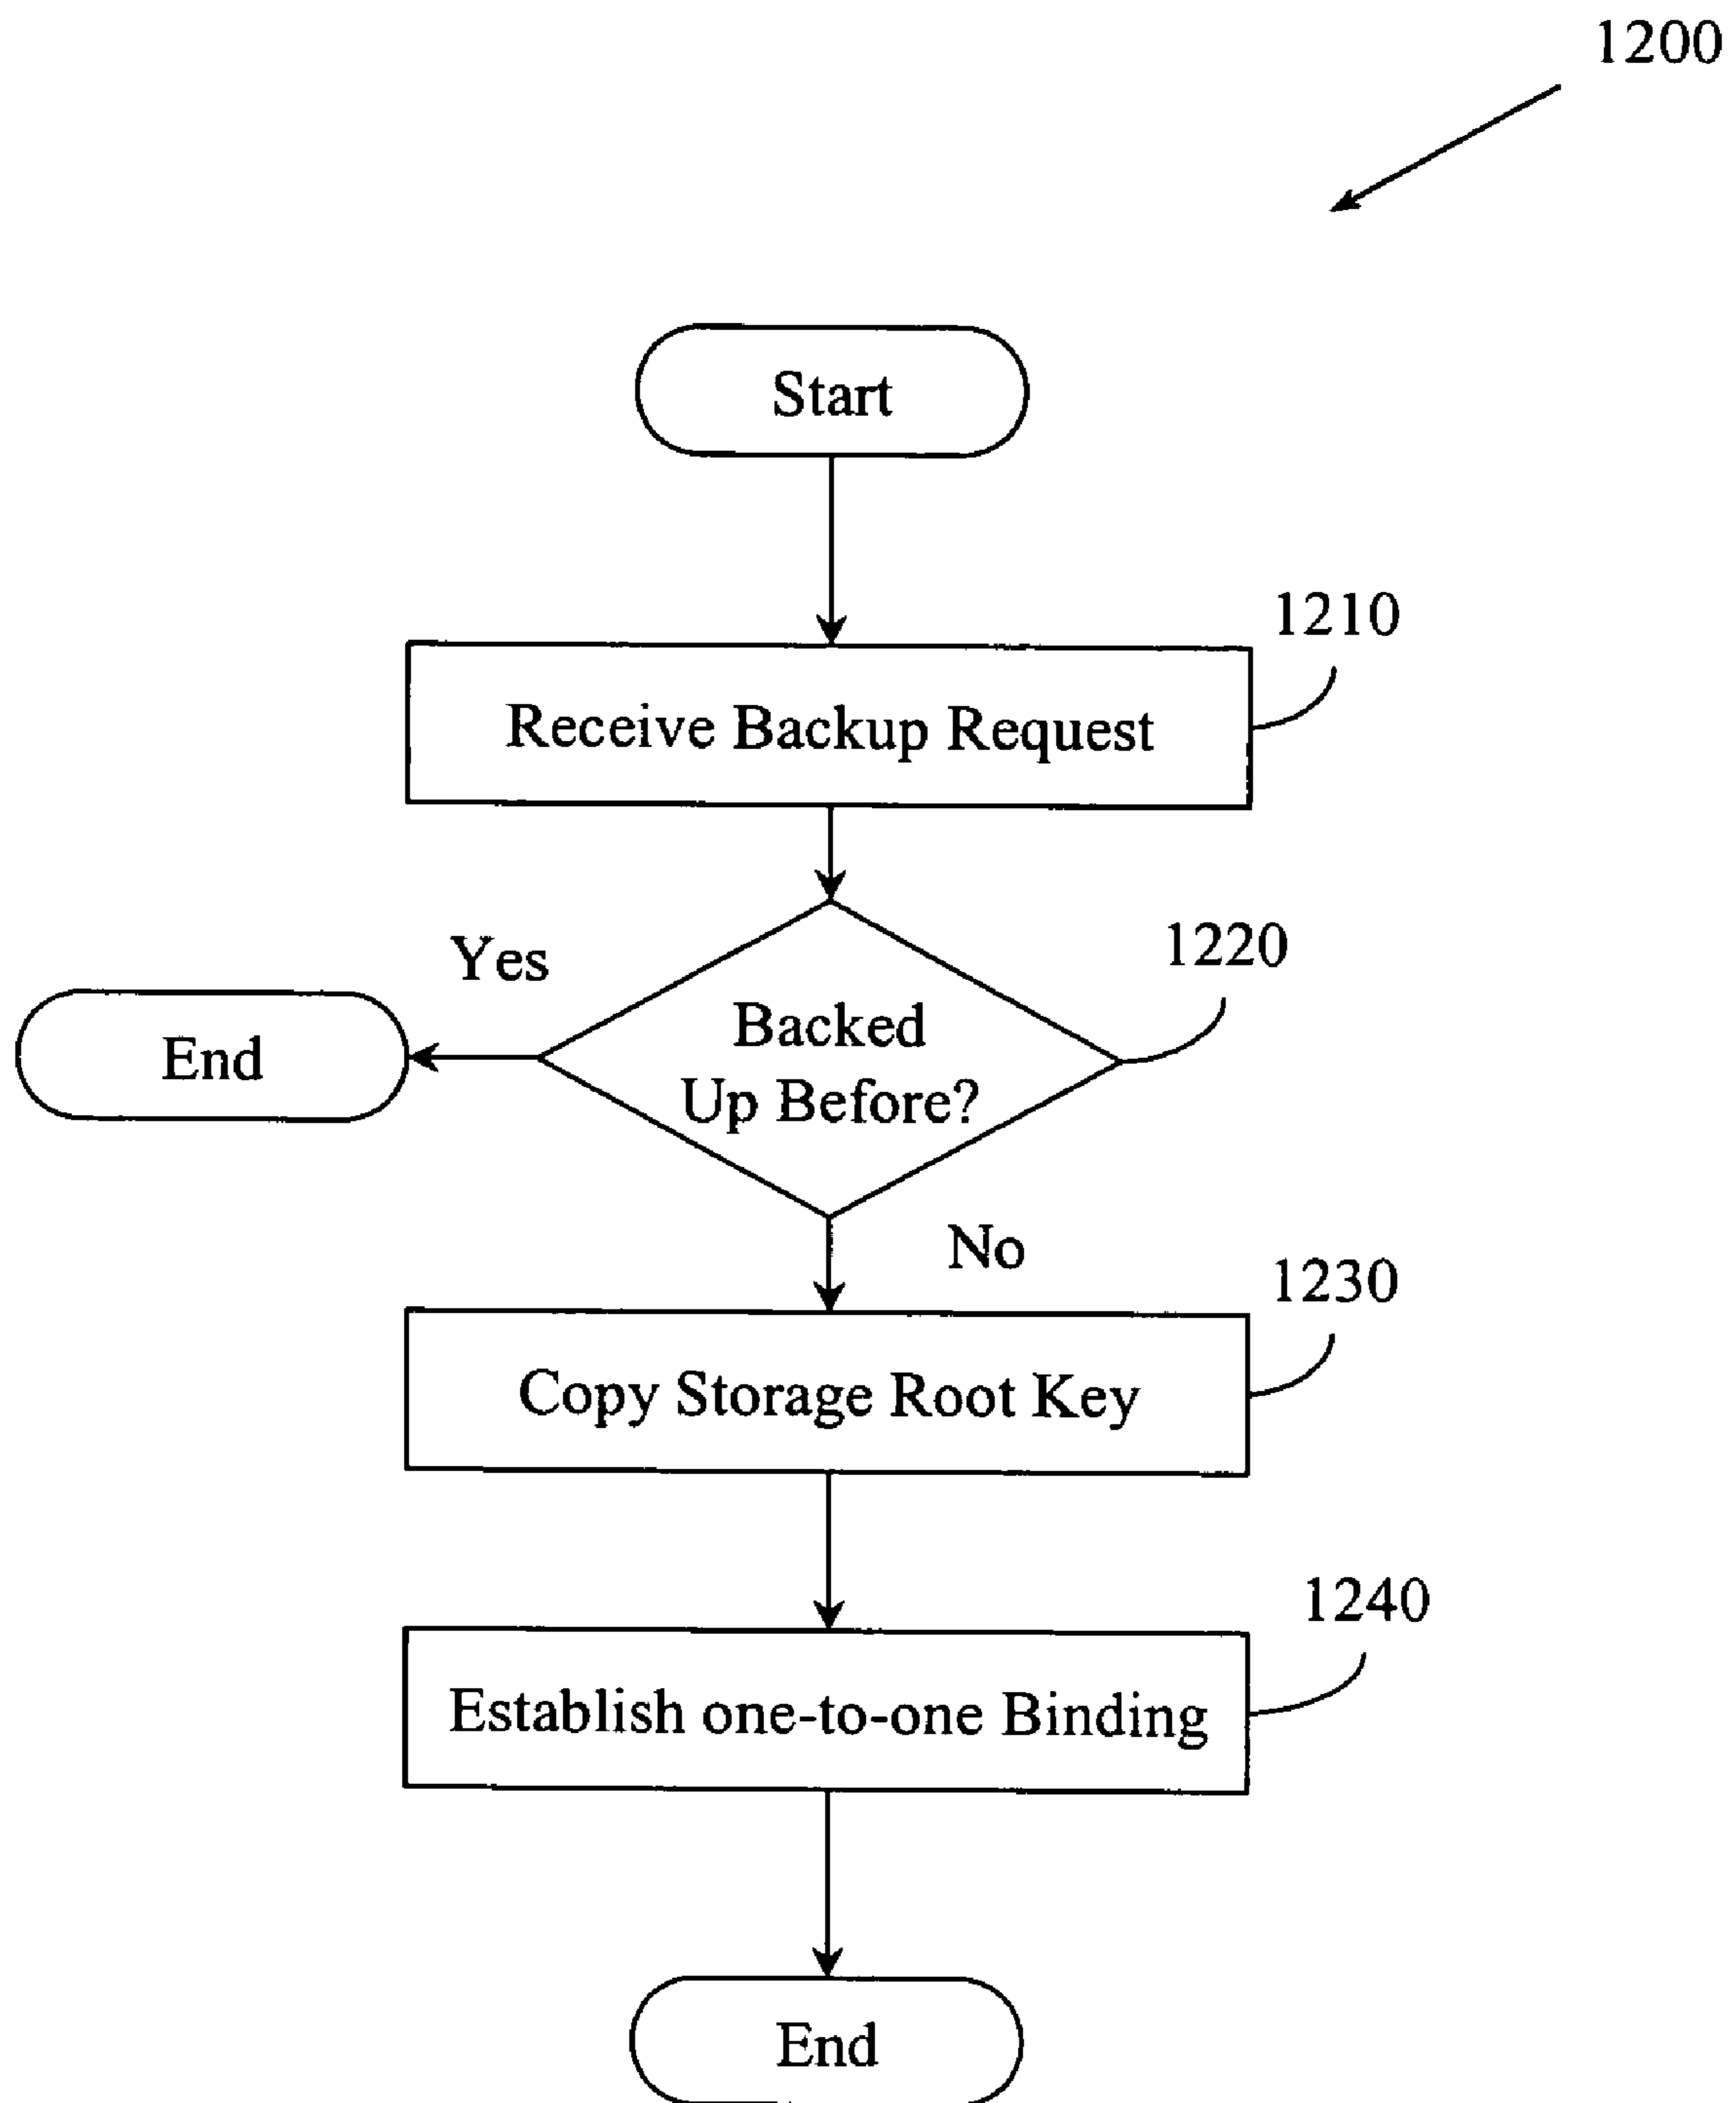 1200
Start
1210
Receive Backup Request
1220
Yes
Backed
Up Before?
End
No
1230
Copy Storage Root Key
1240
Establish one-to-one Binding
End